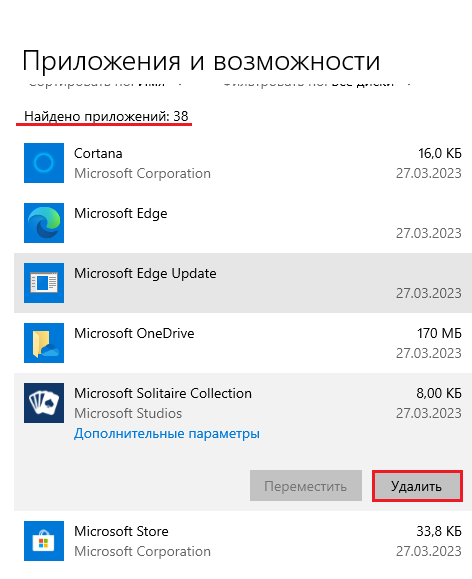 Приложения и возможности
Сортировать по: Имя Фильтровать по: Все диски
Найдено приложений: 38
Cortana 16,0 КБ
Microsoft Corporation 27.03.2023
Microsoft Edge
27.03.2023
Microsoft Edge Update
27.03.2023
Microsoft OneDrive 170 МБ
27.03.2023
Microsoft Solitaire Collection 8,00 КБ
Microsoft Studios 27.03.2023
Дополнительные параметры
Переместить Удалить
Microsoft Store 33,8 КБ
Microsoft Corporation 27.03.2023